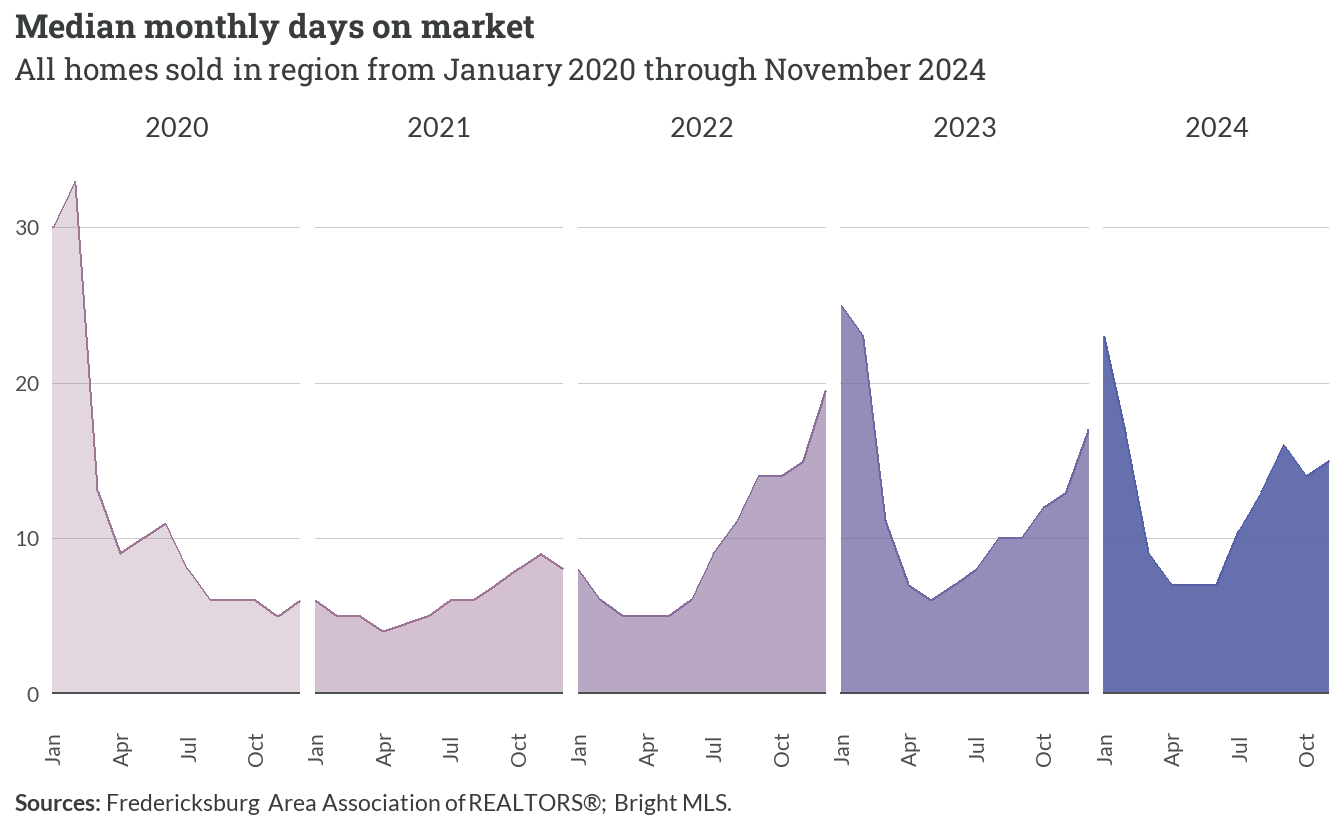 Median monthly days on market
All homes sold in region from January 2020 through November 2024
2020 2021 2022 2023 2024
30
20
10
0
Jan Apr Jul Oct Jan Apr Jul Oct Jan Apr Jul Oct Jan Apr Jul Oct Jan Apr Jul Oct
Sources: Fredericksburg Area Association of REALTORS®; Bright MLS.